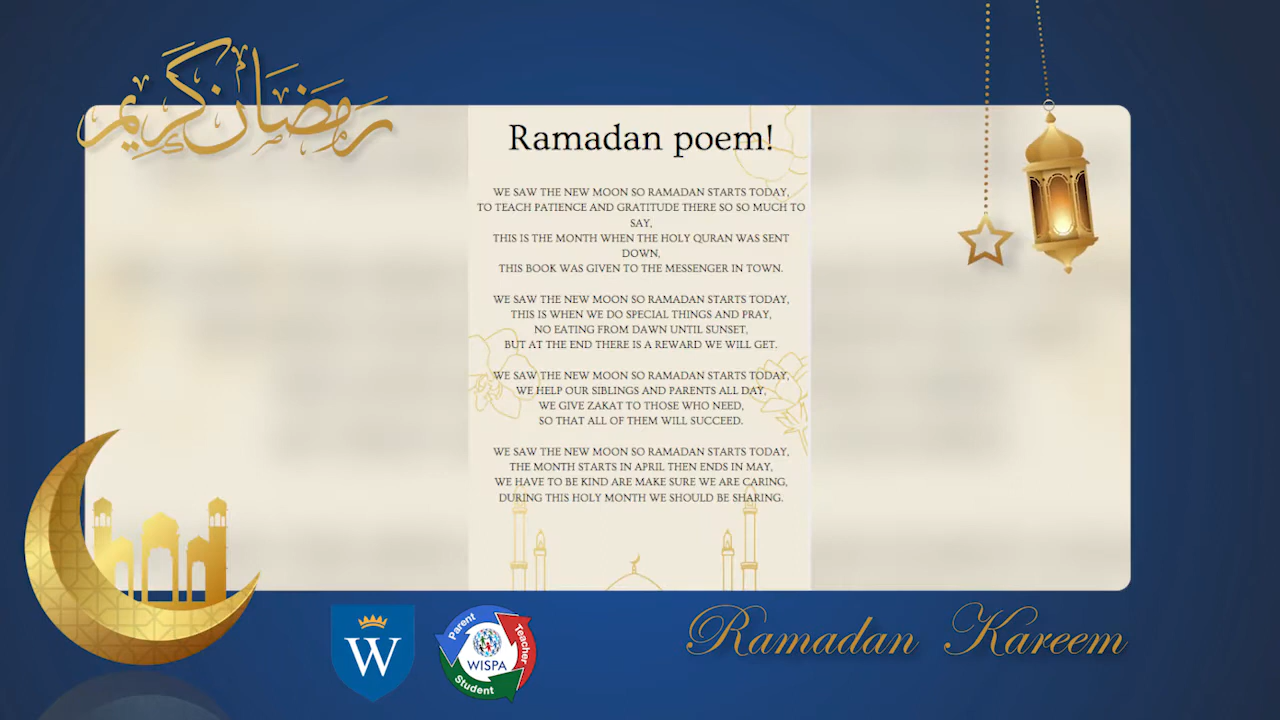 رَمَضَان كَرِيم
Ramadan poem!
WE SAW THE NEW MOON SO RAMADAN STARTS TODAY,
TO TEACH PATIENCE AND GRATITUDE THERE SO SO MUCH TO
SAY,
THIS IS THE MONTH WHEN THE HOLY QURAN WAS SENT
DOWN,
THIS BOOK WAS GIVEN TO THE MESSENGER IN TOWN.
WE SAW THE NEW MOON SO RAMADAN STARTS TODAY,
THIS IS WHEN WE DO SPECIAL THINGS AND PRAY,
NO EATING FROM DAWN UNTIL SUNSET,
BUT AT THE END THERE IS A REWARD WE WILL GET.
WE SAW THE NEW MOON SO RAMADAN STARTS TODAY,
WE HELP OUR SIBLINGS AND PARENTS ALL DAY,
WE GIVE ZAKAT TO THOSE WHO NEED,
SO THAT ALL OF THEM WILL SUCCEED.
WE SAW THE NEW MOON SO RAMADAN STARTS TODAY,
THE MONTH STARTS IN APRIL THEN ENDS IN MAY,
WE HAVE TO BE KIND ARE MAKE SURE WE ARE CARING,
DURING THIS HOLY MONTH WE SHOULD BE SHARING.
W
Parent
Teacher
WISPA
Student
Ramadan Kareem